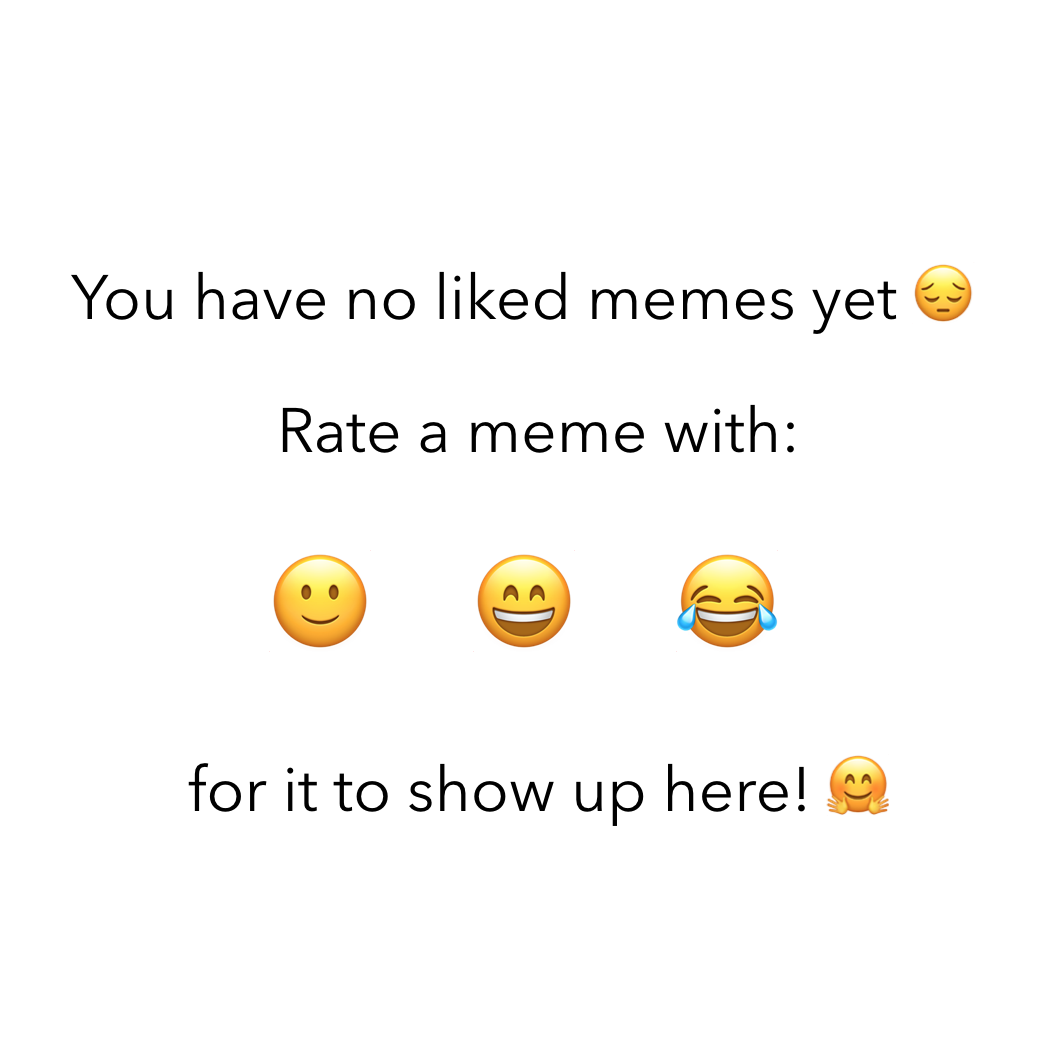 You have no liked memes yet 😔
Rate a meme with:
🙂 😄 😂
for it to show up here! 🤗